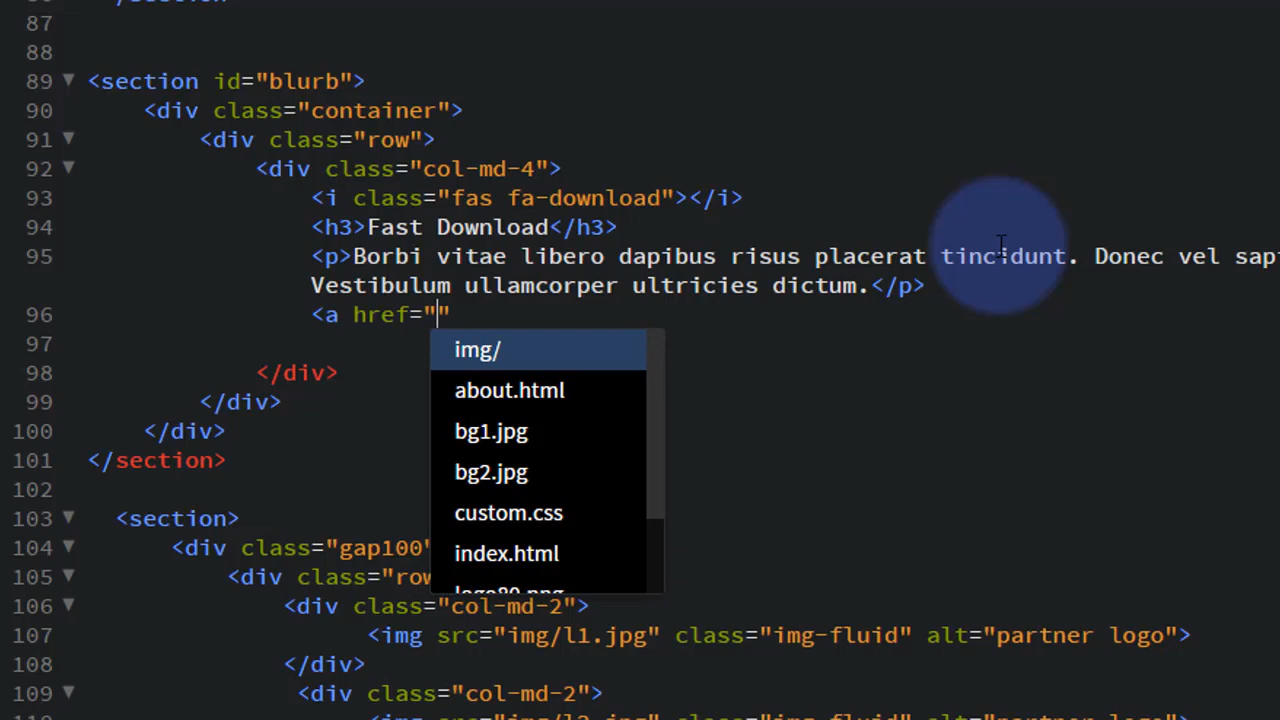 87
88
89 <section id="blurb">
90 <div class="container">
91 <div class="row">
92 <div class="col-md-4">
93 <i class="fas fa-download"></i>
94 <h3>Fast Download</h3>
95 <p>Borbi vitae libero dapibus risus placerat tincidunt. Donec vel sapi
Vestibulum ullamcorper ultricies dictum.</p>
96 <a href=""
img/
97
98 </div>
about.html
99 </div>
bg1.jpg
100 </div>
bg2.jpg
101 </section>
102
custom.css
103 <section>
index.html
104 <div class="gap100"
105 <div class="row
logo80.png
106 <div class="col-md-2">
107 <img src="img/l1.jpg" class="img-fluid" alt="partner logo">
108 </div>
109 <div class="col-md-2">